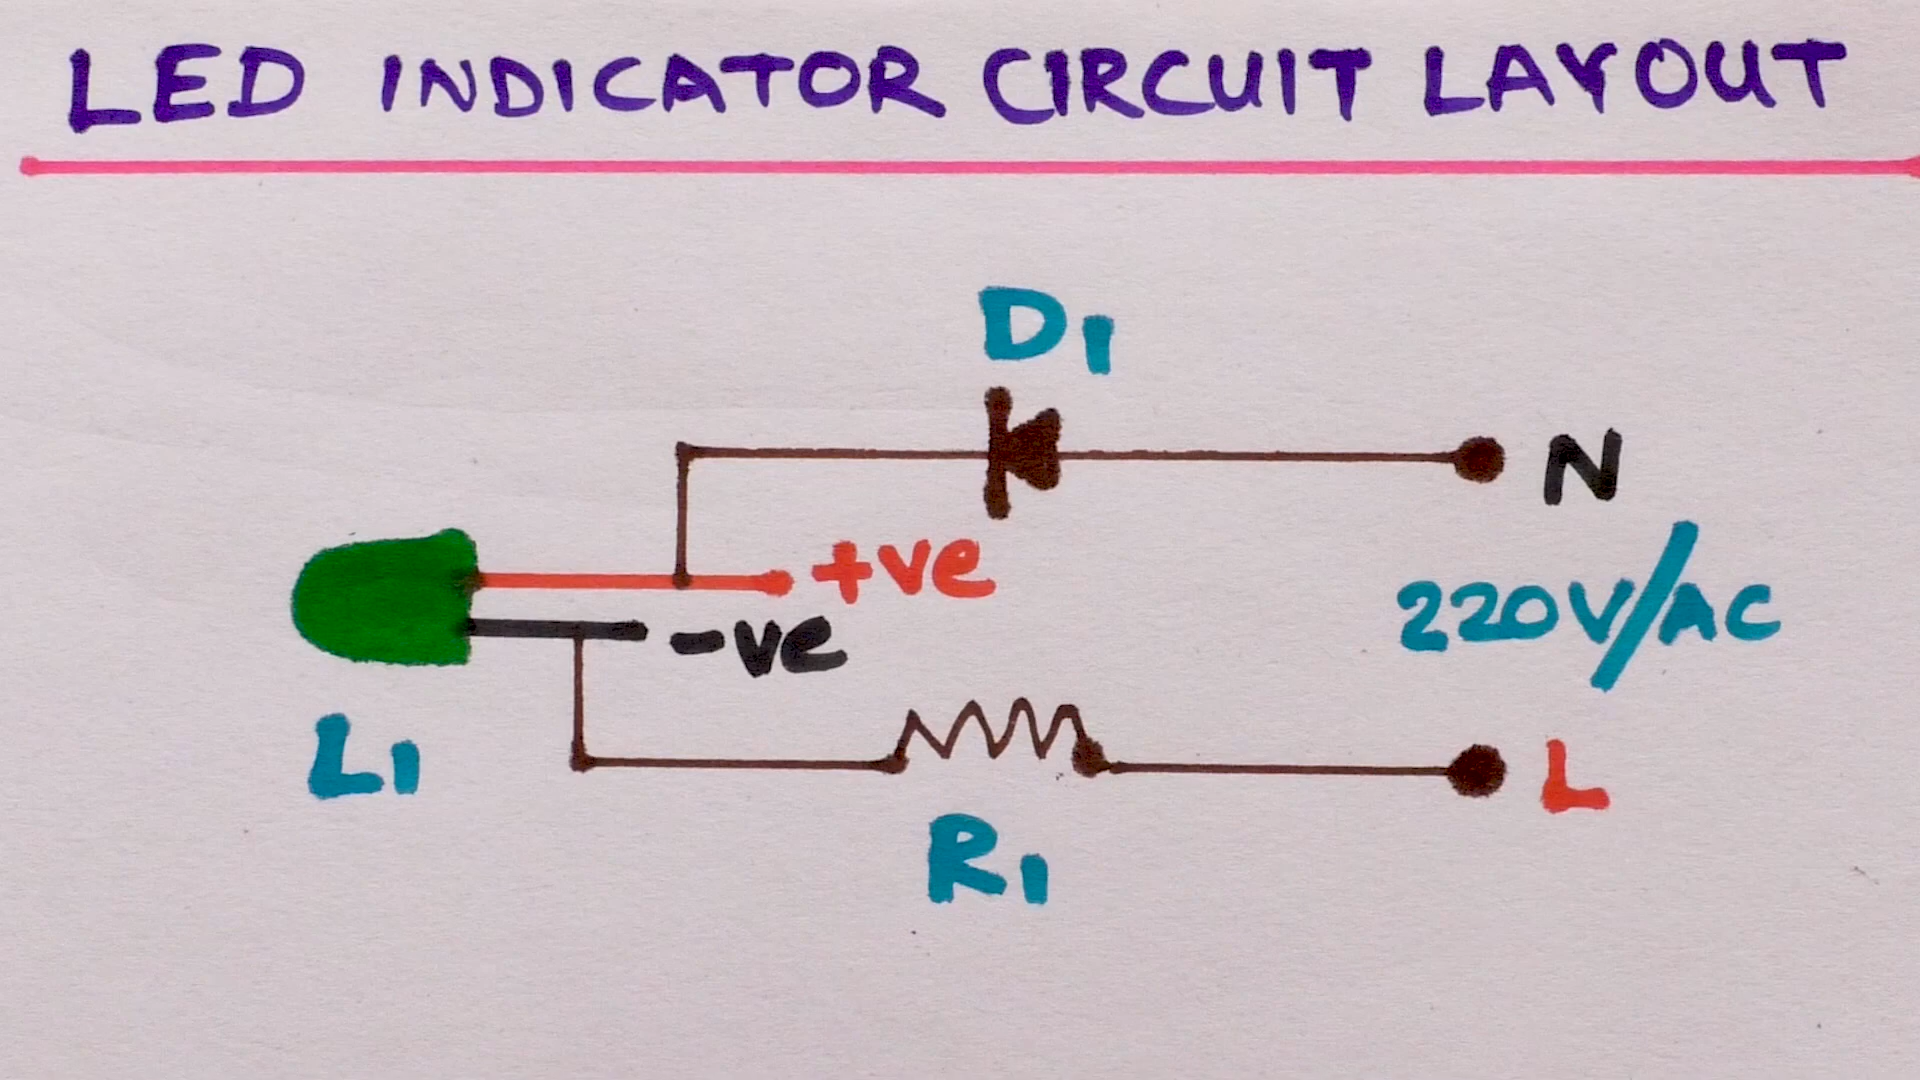 LED INDICATOR CIRCUIT LAYOUT
D1
N
+ve
220V/AC
-ve
L1
L
R1